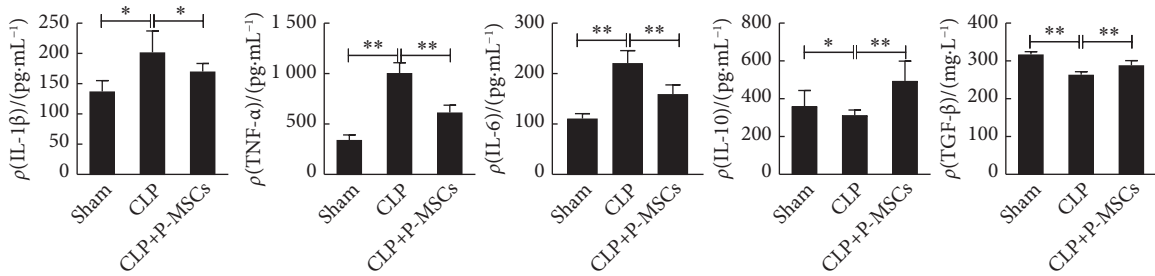 ρ(IL-1β)/(pg·mL⁻¹)
250
200
150
100
50
0
* *
Sham
CLP
CLP+P-MSCs
ρ(TNF-α)/(pg·mL⁻¹)
1 500
1 000
500
0
** **
Sham
CLP
CLP+P-MSCs
ρ(IL-6)/(pg·mL⁻¹)
300
200
100
0
** **
Sham
CLP
CLP+P-MSCs
ρ(IL-10)/(pg·mL⁻¹)
800
600
400
200
0
* **
Sham
CLP
CLP+P-MSCs
ρ(TGF-β)/(mg·L⁻¹)
400
300
200
100
0
** **
Sham
CLP
CLP+P-MSCs